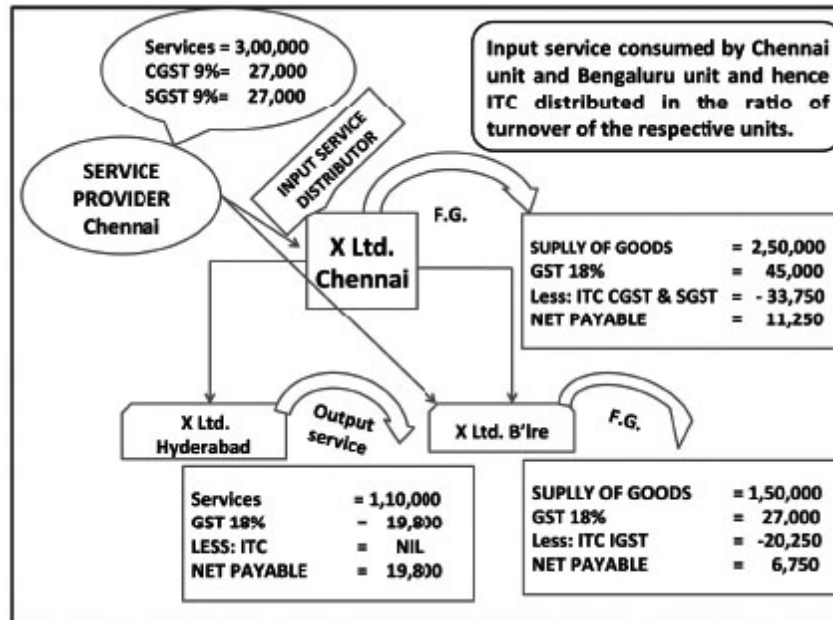 Services = 3,00,000
CGST 9%= 27,000
SGST 9%= 27,000
Input service consumed by Chennai
unit and Bengaluru unit and hence
ITC distributed in the ratio of
turnover of the respective units.
SERVICE
PROVIDER
Chennai
INPUT SERVICE
DISTRIBUTOR
F.G.
X Ltd.
Chennai
SUPLLY OF GOODS = 2,50,000
GST 18% = 45,000
Less: ITC CGST & SGST = - 33,750
NET PAYABLE = 11,250
X Ltd.
Hyderabad
Output
service
X Ltd. B'lre
F.G.
Services = 1,10,000
GST 18% – 19,800
LESS: ITC = NIL
NET PAYABLE = 19,800
SUPLLY OF GOODS = 1,50,000
GST 18% = 27,000
Less: ITC IGST = -20,250
NET PAYABLE = 6,750